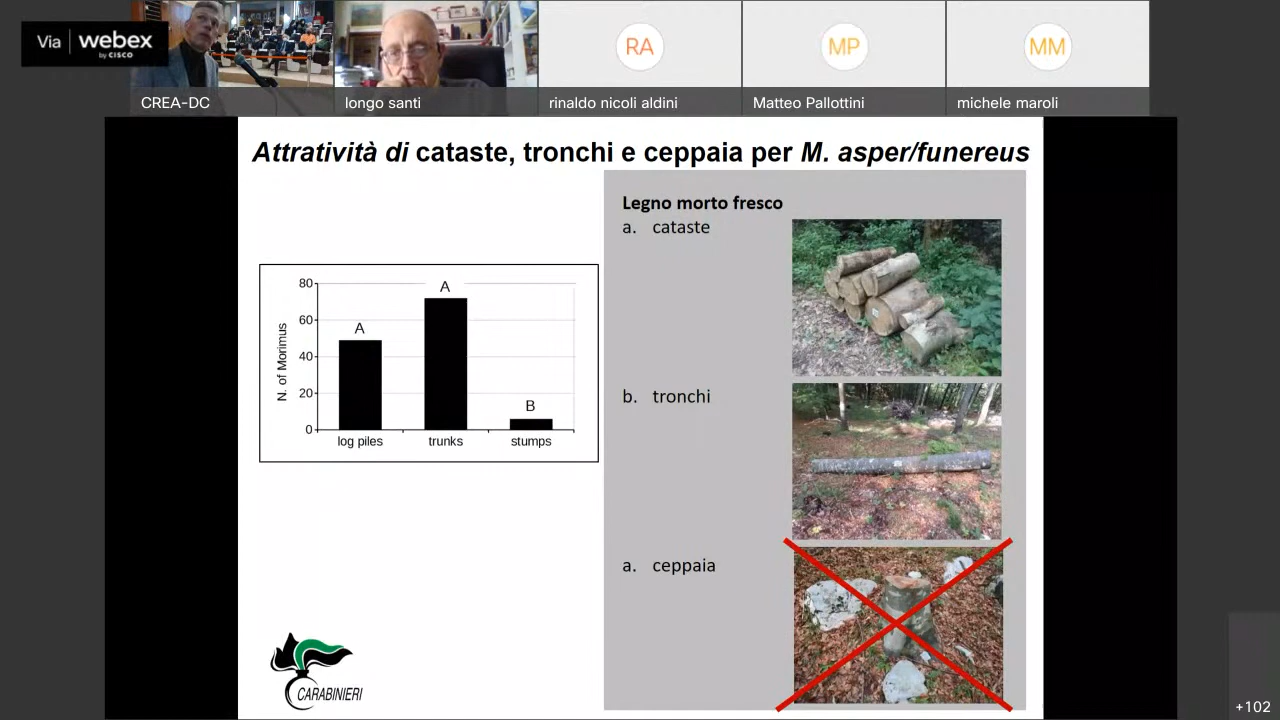 Via | webex
by CISCO
CREA-DC
longo santi
RA
rinaldo nicoli aldini
MP
Matteo Pallottini
MM
michele maroli
Attratività di cataste, tronchi e ceppaia per M. asper/funereus
Legno morto fresco
a. cataste
b. tronchi
a. ceppaia
N. of Morimus
80
60
40
20
0
A
A
B
log piles
trunks
stumps
CARABINIERI
+102